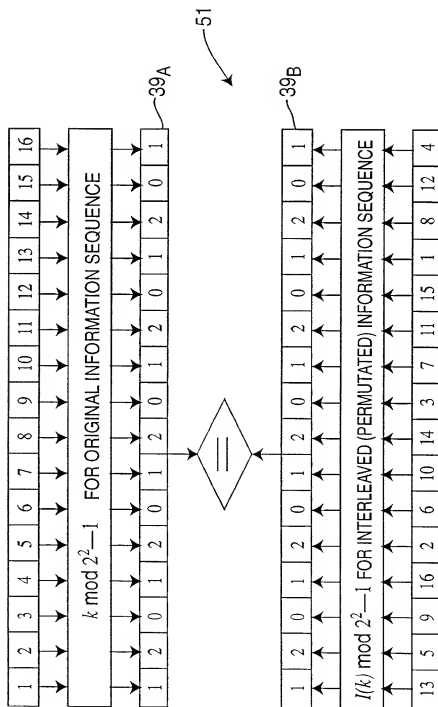 1 2 3 4 5 6 7 8 9 10 11 12 13 14 15 16
k mod 2²—1 FOR ORIGINAL INFORMATION SEQUENCE
1 2 0 1 2 0 1 2 0 1 2 0 1 2 0 1
39A
=
51
39B
1 2 0 1 2 0 1 2 0 1 2 0 1 2 0 1
I(k) mod 2²—1 FOR INTERLEAVED (PERMUTATED) INFORMATION SEQUENCE
13 5 9 16 2 6 10 14 3 7 11 15 1 8 12 4